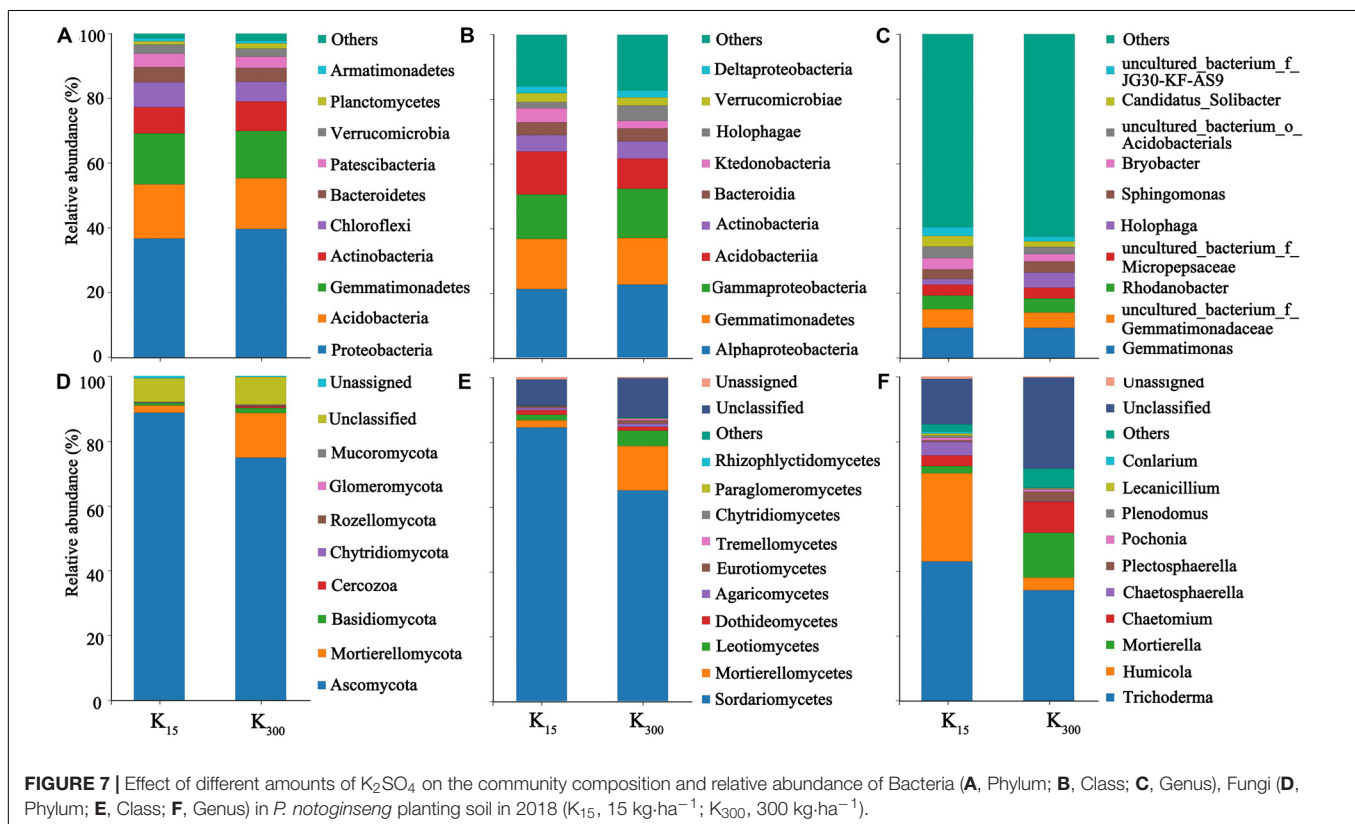 A
Relative abundance (%)
100
80
60
40
20
0
Others
Armatimonadetes
Planctomycetes
Verrucomicrobia
Patescibacteria
Bacteroidetes
Chloroflexi
Actinobacteria
Gemmatimonadetes
Acidobacteria
Proteobacteria
B
Others
Deltaproteobacteria
Verrucomicrobiae
Holophagae
Ktedonobacteria
Bacteroidia
Actinobacteria
Acidobacteriia
Gammaproteobacteria
Gemmatimonadetes
Alphaproteobacteria
C
Others
uncultured_bacterium_f_
JG30-KF-AS9
Candidatus_Solibacter
uncultured_bacterium_o_
Acidobacterials
Bryobacter
Sphingomonas
Holophaga
uncultured_bacterium_f_
Micropepsaceae
Rhodanobacter
uncultured_bacterium_f_
Gemmatimonadaceae
Gemmatimonas
D
Relative abundance (%)
100
80
60
40
20
0
K₁₅
K₃₀₀
Unassigned
Unclassified
Mucoromycota
Glomeromycota
Rozellomycota
Chytridiomycota
Cercozoa
Basidiomycota
Mortierellomycota
Ascomycota
E
K₁₅
K₃₀₀
Unassigned
Unclassified
Others
Rhizophlyctidomycetes
Paraglomeromycetes
Chytridiomycetes
Tremellomycetes
Eurotiomycetes
Agaricomycetes
Dothideomycetes
Leotiomycetes
Mortierellomycetes
Sordariomycetes
F
K₁₅
K₃₀₀
Unassigned
Unclassified
Others
Conlarium
Lecanicillium
Plenodomus
Pochonia
Plectosphaerella
Chaetosphaerella
Chaetomium
Mortierella
Humicola
Trichoderma
FIGURE 7 | Effect of different amounts of K₂SO₄ on the community composition and relative abundance of Bacteria (A, Phylum; B, Class; C, Genus), Fungi (D,
Phylum; E, Class; F, Genus) in P. notoginseng planting soil in 2018 (K₁₅, 15 kg·ha⁻¹; K₃₀₀, 300 kg·ha⁻¹).